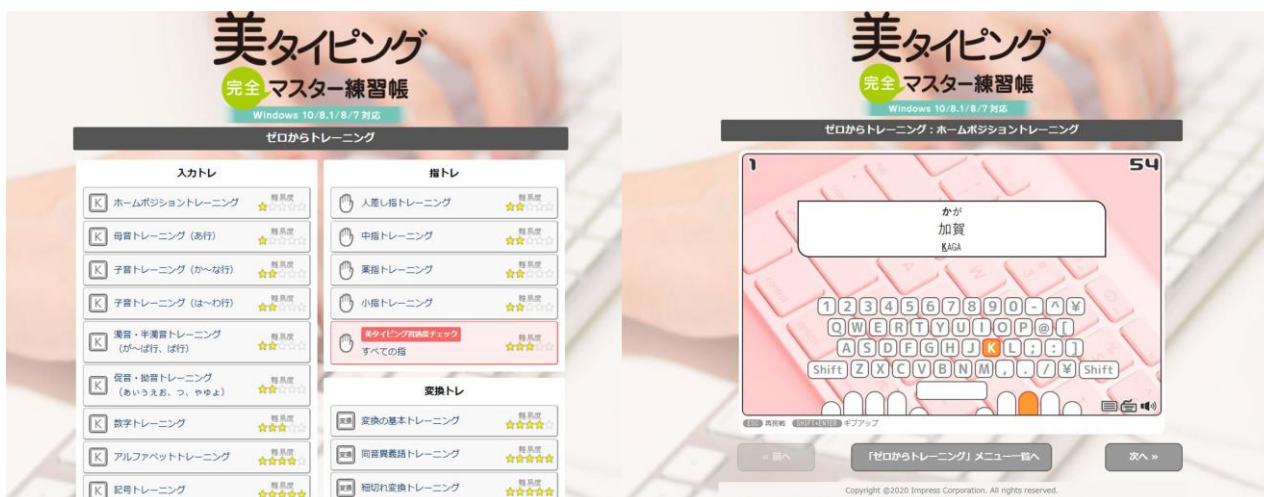 美タイピング
完全マスター練習帳
Windows 10/8.1/8/7 対応
ゼロからトレーニング
入力トレ
K ホームポジショントレーニング 難易度
K 母音トレーニング（あ行） 難易度
K 子音トレーニング（か〜な行） 難易度
K 子音トレーニング（は〜わ行） 難易度
K 濁音・半濁音トレーニング 難易度
（が〜ば行、ぱ行）
K 促音・拗音トレーニング 難易度
（あいうえお、つ、やゆよ）
K 数字トレーニング 難易度
K アルファベットトレーニング 難易度
K 記号トレーニング 難易度
指トレ
人差し指トレーニング 難易度
中指トレーニング 難易度
薬指トレーニング 難易度
小指トレーニング 難易度
美タイピング習熟度チェック 難易度
すべての指
変換トレ
変換 変換の基本トレーニング 難易度
変換 同音異義語トレーニング 難易度
変換 細切れ変換トレーニング 難易度
美タイピング
完全マスター練習帳
Windows 10/8.1/8/7 対応
ゼロからトレーニング：ホームポジショントレーニング
1 54
かが
加賀
KAGA
1 2 3 4 5 6 7 8 9 0 - ^ ¥
Q W E R T Y U I O P @ [
A S D F G H J K L ; : ]
Shift Z X C V B N M , . / ¥ Shift
ESC 再挑戦 SHIFT+ENTER ギブアップ
« 前へ 「ゼロからトレーニング」メニュー一覧へ 次へ »
Copyright @2020 Impress Corporation. All rights reserved.